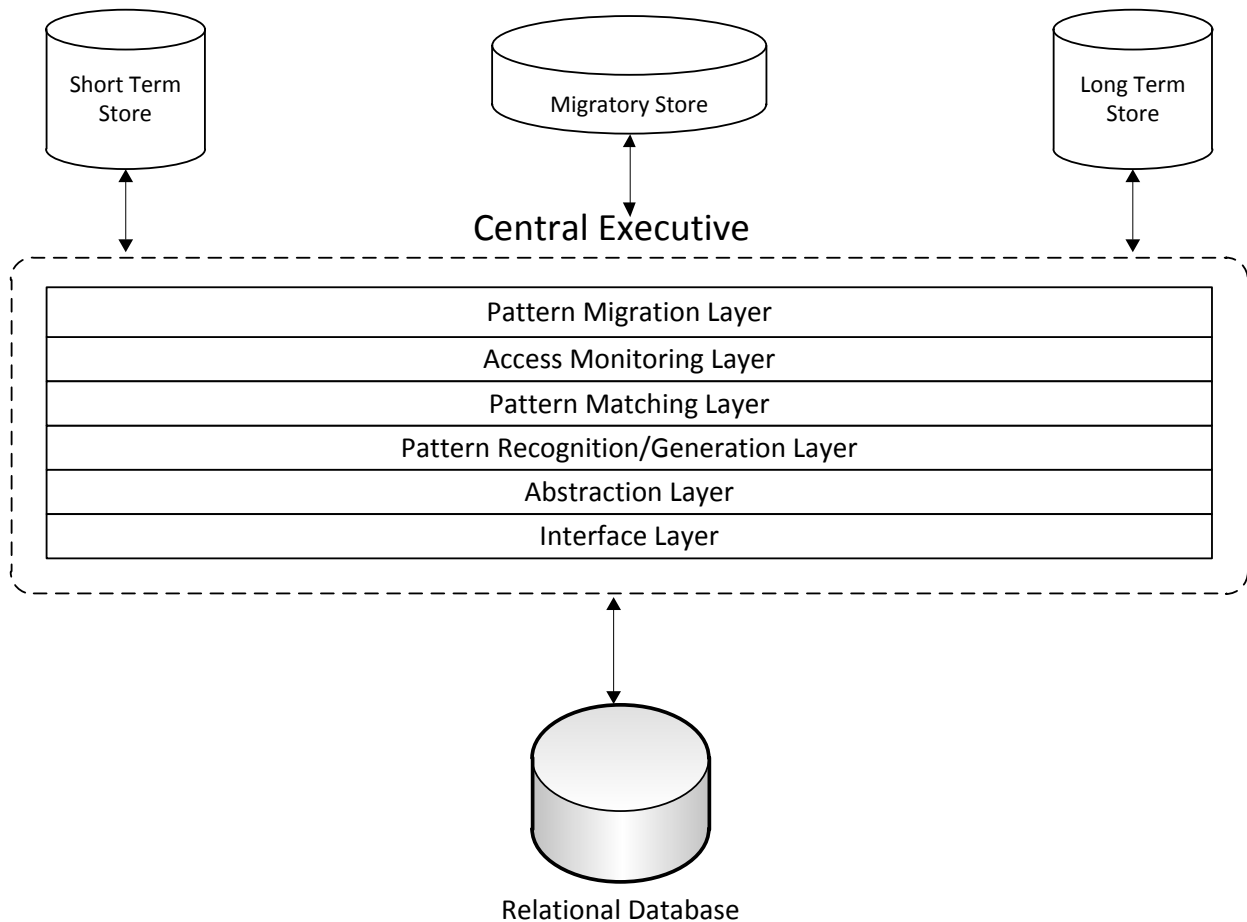 Short Term
Store
Migratory Store
Long Term
Store
Central Executive
Pattern Migration Layer
Access Monitoring Layer
Pattern Matching Layer
Pattern Recognition/Generation Layer
Abstraction Layer
Interface Layer
Relational Database